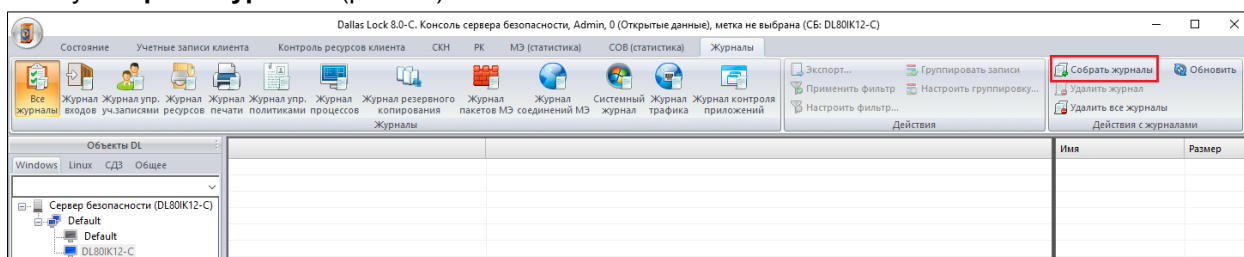 Dallas Lock 8.0-C. Консоль сервера безопасности, Admin, 0 (Открытые данные), метка не выбрана (СБ: DL80IK12-C)
Состояние Учетные записи клиента Контроль ресурсов клиента СКН РК МЭ (статистика) СОВ (статистика) Журналы
Все журналы
Журнал входов
Журнал упр. уч.записями
Журнал ресурсов
Журнал печати
Журнал упр. политиками
Журнал процессов
Журнал резервного копирования
Журнал пакетов МЭ
Журнал соединений МЭ
Системный журнал
Журнал трафика
Журнал контроля приложений
Журналы
Экспорт...
Применить фильтр
Настроить фильтр...
Группировать записи
Настроить группировку...
Действия
Собрать журналы
Удалить журнал
Удалить все журналы
Обновить
Действия с журналами
Объекты DL
Windows Linux СДЗ Общее
Сервер безопасности (DL80IK12-C)
Default
Default
DL80IK12-C
Имя Размер